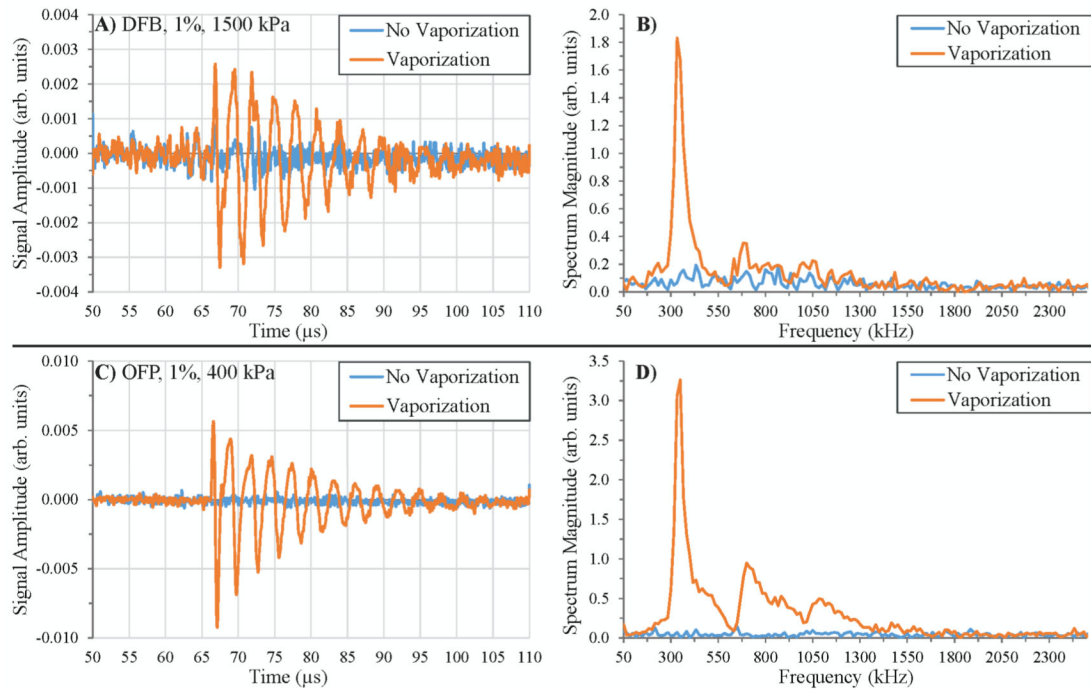 A) DFB, 1%, 1500 kPa
No Vaporization
Vaporization
Signal Amplitude (arb. units)
0.004
0.003
0.002
0.001
0.000
-0.001
-0.002
-0.003
-0.004
50 55 60 65 70 75 80 85 90 95 100 105 110
Time (µs)
B)
No Vaporization
Vaporization
Spectrum Magnitude (arb. units)
2.0
1.8
1.6
1.4
1.2
1.0
0.8
0.6
0.4
0.2
0.0
50 300 550 800 1050 1300 1550 1800 2050 2300
Frequency (kHz)
C) OFP, 1%, 400 kPa
No Vaporization
Vaporization
Signal Amplitude (arb. units)
0.010
0.005
0.000
-0.005
-0.010
50 55 60 65 70 75 80 85 90 95 100 105 110
Time (µs)
D)
No Vaporization
Vaporization
Spectrum Magnitude (arb. units)
3.5
3.0
2.5
2.0
1.5
1.0
0.5
0.0
50 300 550 800 1050 1300 1550 1800 2050 2300
Frequency (kHz)